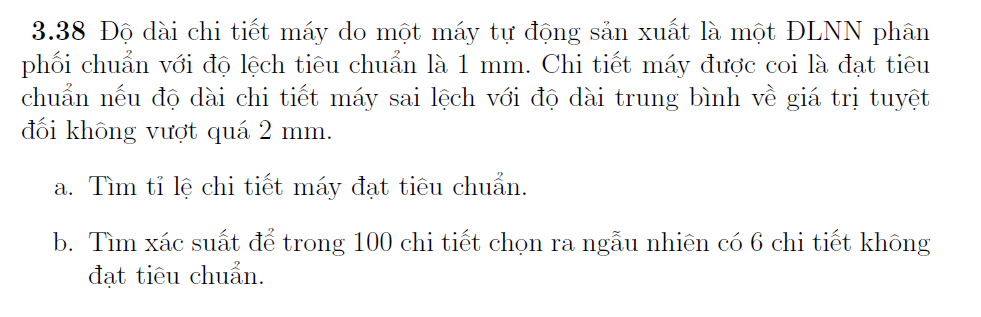 3.38 Độ dài chi tiết máy do một máy tự động sản xuất là một ĐLNN phân
phối chuẩn với độ lệch tiêu chuẩn là 1 mm. Chi tiết máy được coi là đạt tiêu
chuẩn nếu độ dài chi tiết máy sai lệch với độ dài trung bình về giá trị tuyệt
đối không vượt quá 2 mm.
a. Tìm tỉ lệ chi tiết máy đạt tiêu chuẩn.
b. Tìm xác suất để trong 100 chi tiết chọn ra ngẫu nhiên có 6 chi tiết không
đạt tiêu chuẩn.